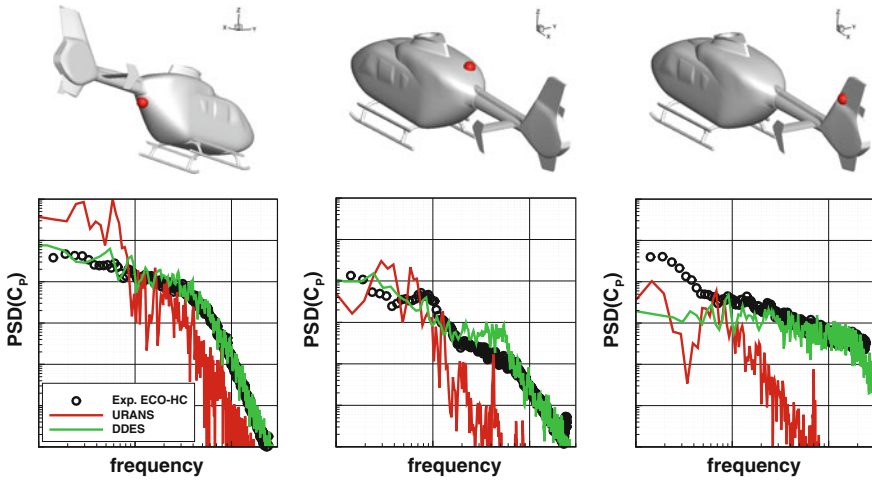 Z
X
Y
Z
Y
X
Z
Y
X
PSD(C_P)
Exp. ECO-HC
URANS
DDES
frequency
PSD(C_P)
frequency
PSD(C_P)
frequency